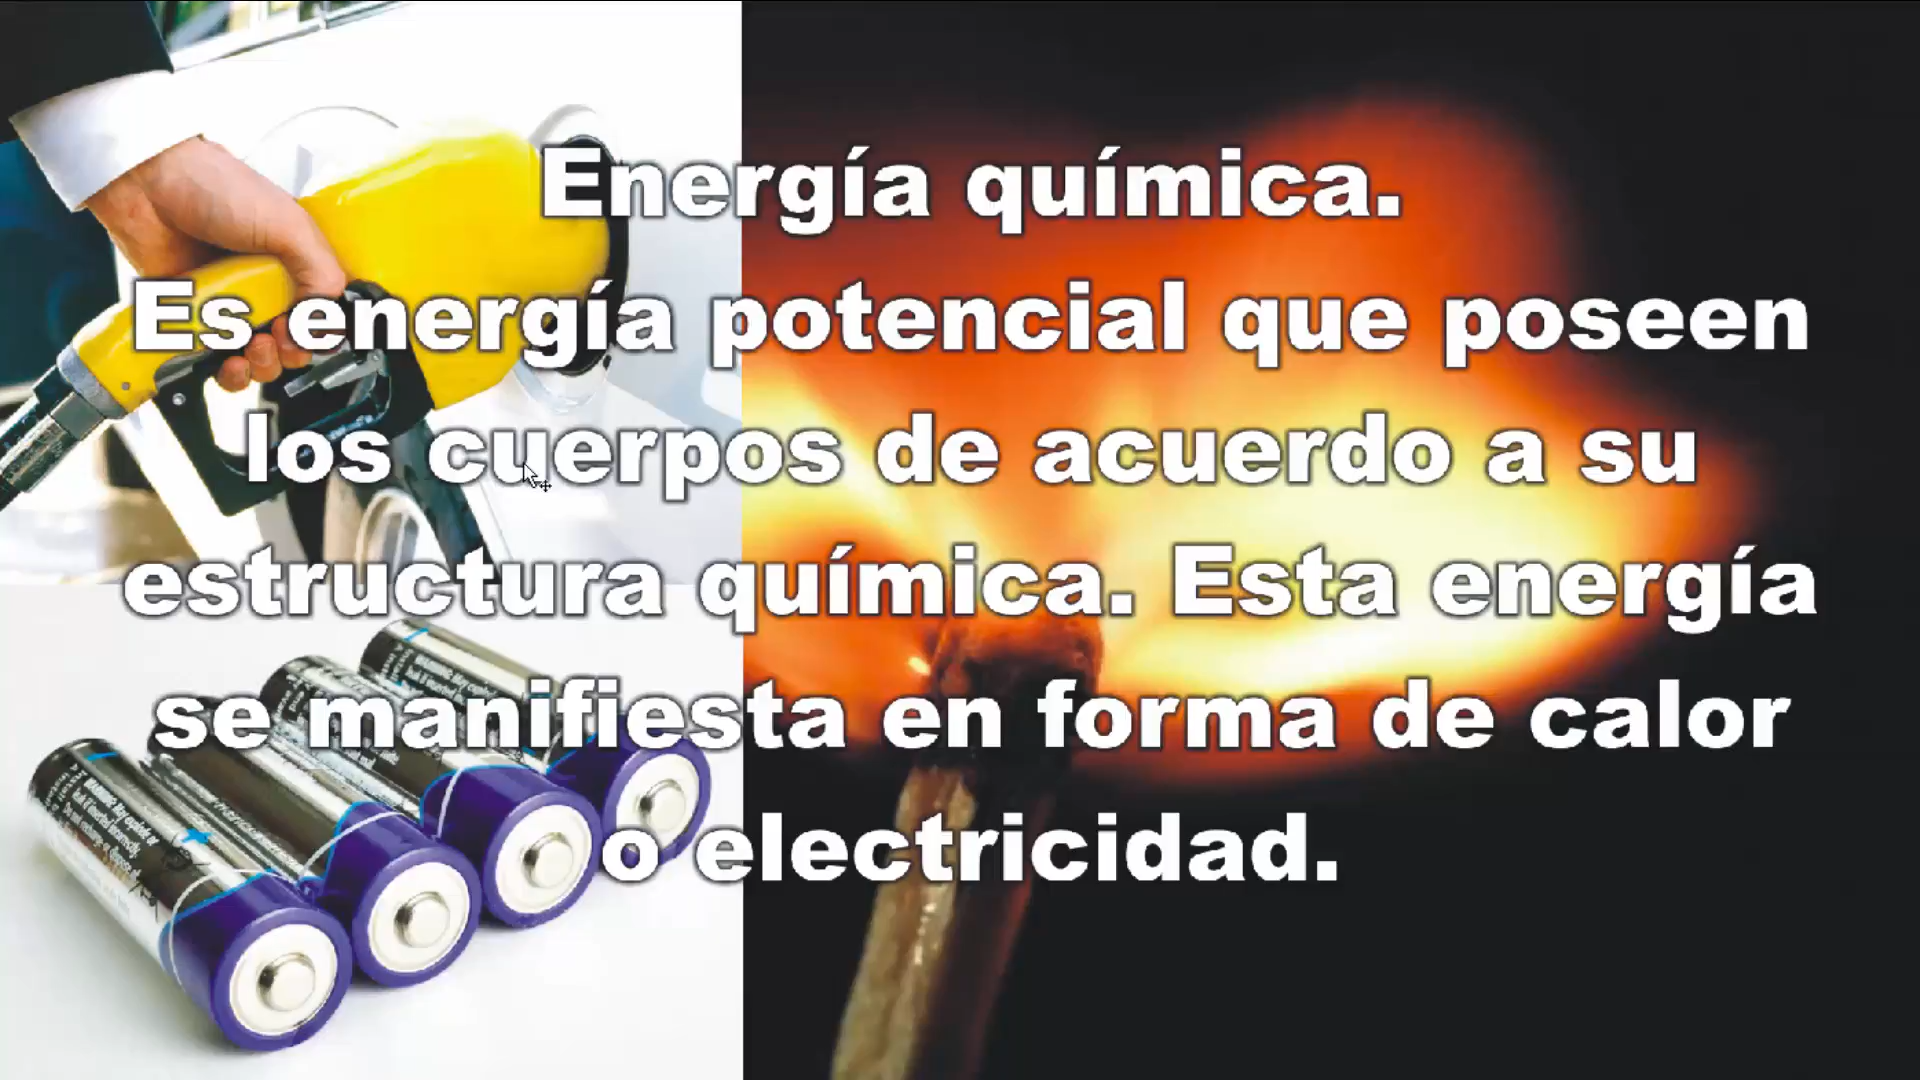 Energía química.
Es energía potencial que poseen
los cuerpos de acuerdo a su
estructura química. Esta energía
se manifiesta en forma de calor
o electricidad.